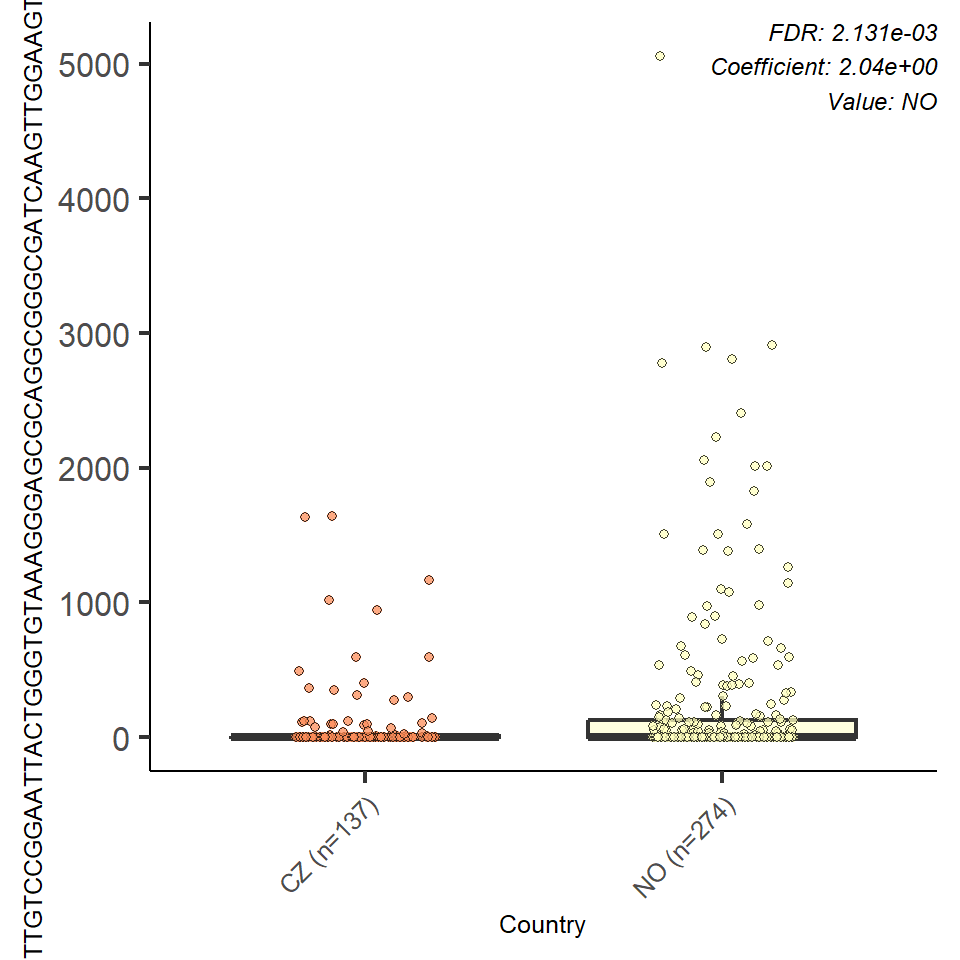 FDR: 2.131e-03
Coefficient: 2.04e+00
Value: NO
5000
4000
3000
2000
1000
0
TTGTCCGGAATTACTGGGTGTAAAGGGAGCGCAGGCGGGCGATCAAGTTGGAAGT
CZ (n=137)
NO (n=274)
Country